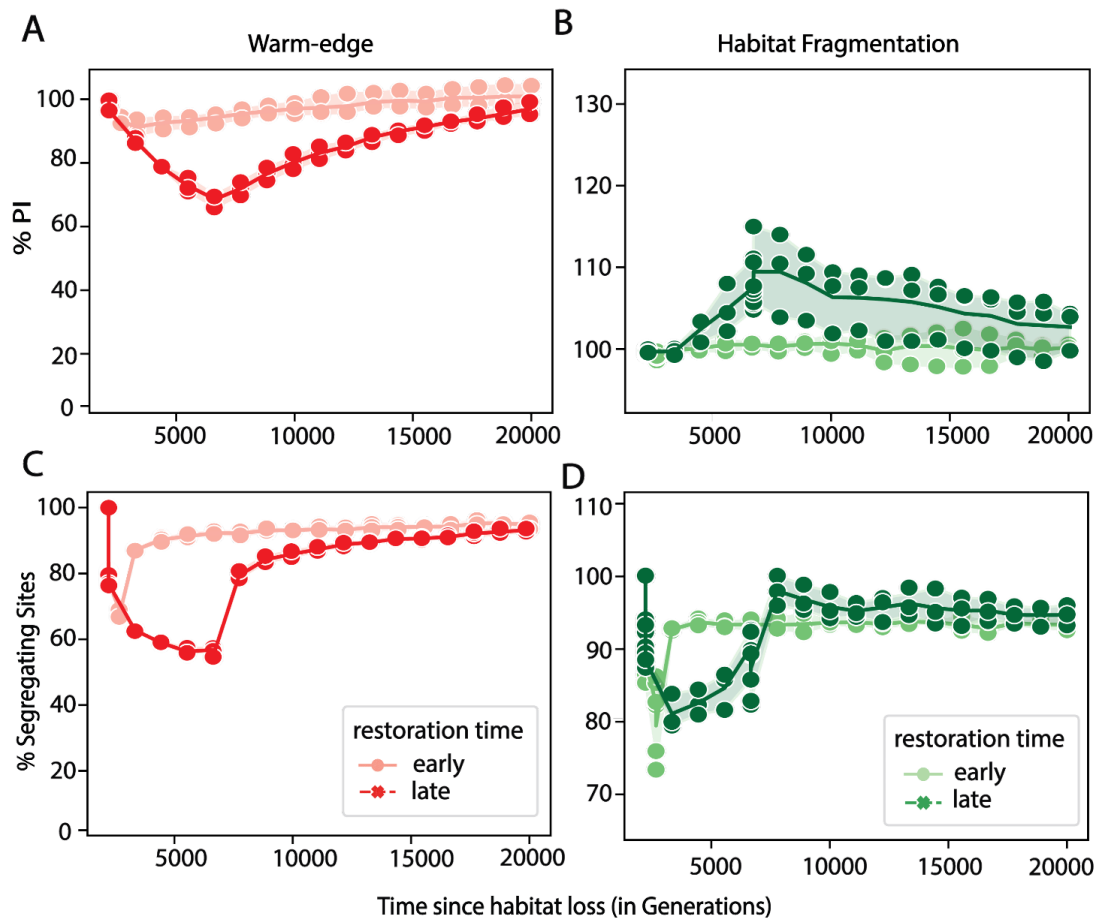 A
Warm-edge
B
Habitat Fragmentation
% PI
100
80
60
40
20
0
130
120
110
100
5000
10000
15000
20000
5000
10000
15000
20000
C
D
% Segregating Sites
100
80
60
40
20
0
restoration time
early
late
110
100
90
80
70
restoration time
early
late
5000
10000
15000
20000
5000
10000
15000
20000
Time since habitat loss (in Generations)